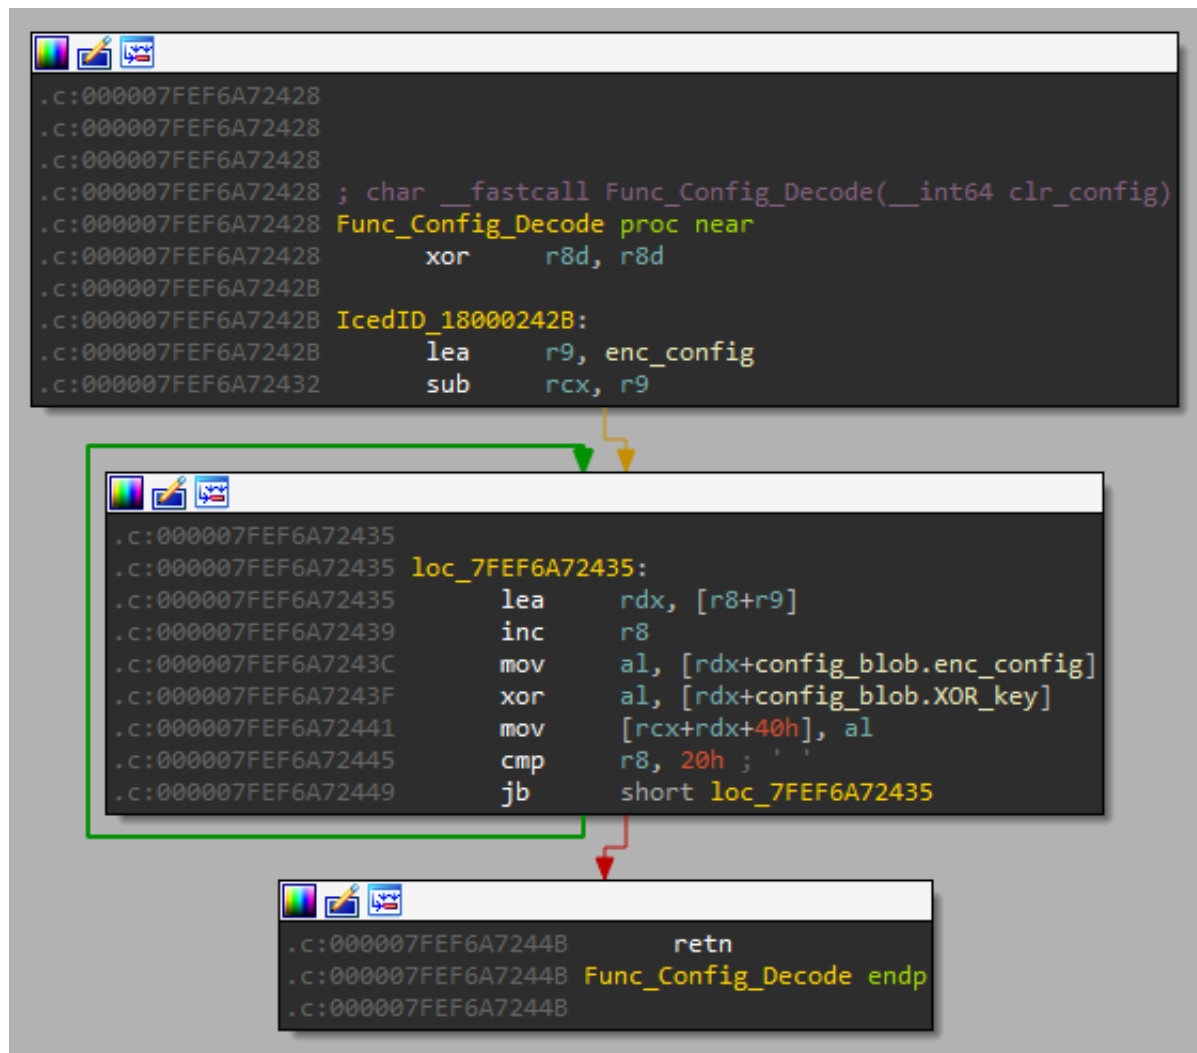 .c:000007FEF6A72428
.c:000007FEF6A72428
.c:000007FEF6A72428
.c:000007FEF6A72428 ; char __fastcall Func_Config_Decode(__int64 clr_config)
.c:000007FEF6A72428 Func_Config_Decode proc near
.c:000007FEF6A72428 xor r8d, r8d
.c:000007FEF6A7242B
.c:000007FEF6A7242B IcedID_18000242B:
.c:000007FEF6A7242B lea r9, enc_config
.c:000007FEF6A72432 sub rcx, r9
.c:000007FEF6A72435
.c:000007FEF6A72435 loc_7FEF6A72435:
.c:000007FEF6A72435 lea rdx, [r8+r9]
.c:000007FEF6A72439 inc r8
.c:000007FEF6A7243C mov al, [rdx+config_blob.enc_config]
.c:000007FEF6A7243F xor al, [rdx+config_blob.XOR_key]
.c:000007FEF6A72441 mov [rcx+rdx+40h], al
.c:000007FEF6A72445 cmp r8, 20h ; ' '
.c:000007FEF6A72449 jb short loc_7FEF6A72435
.c:000007FEF6A7244B retn
.c:000007FEF6A7244B Func_Config_Decode endp
.c:000007FEF6A7244B